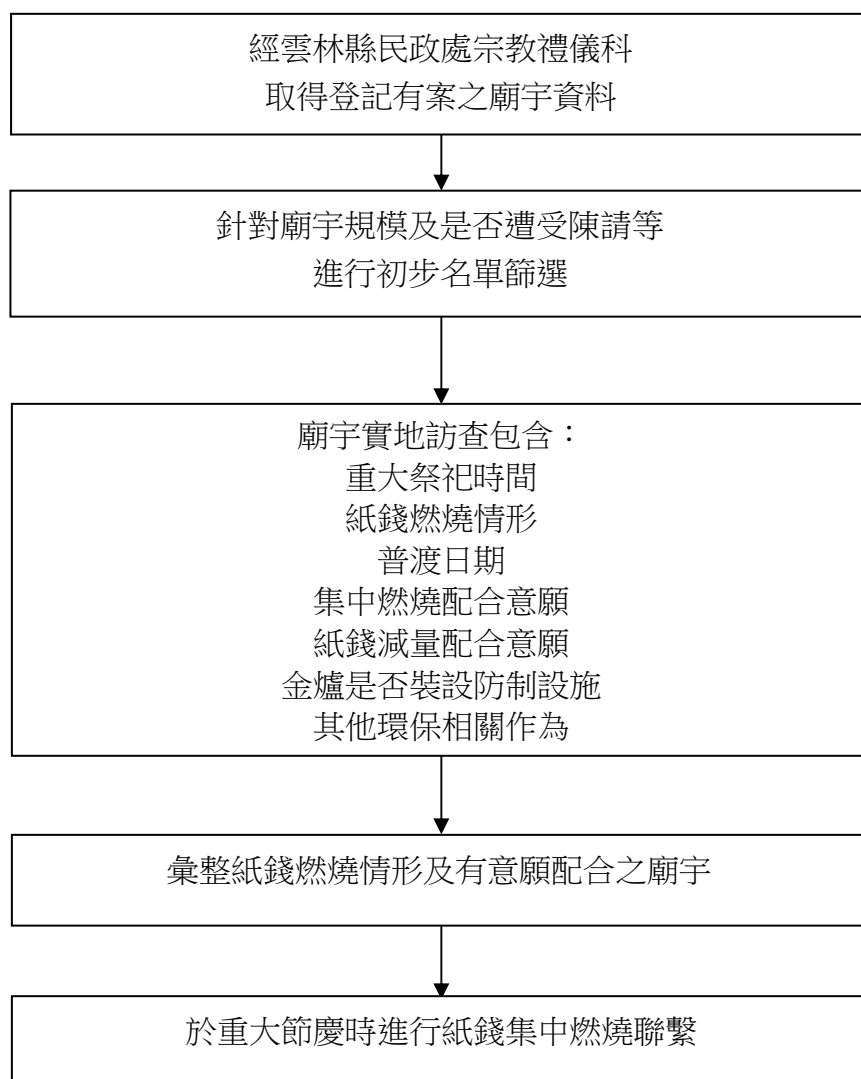 經雲林縣民政處宗教禮儀科
取得登記有案之廟宇資料
針對廟宇規模及是否遭受陳請等
進行初步名單篩選
廟宇實地訪查包含：
重大祭祀時間
紙錢燃燒情形
普渡日期
集中燃燒配合意願
紙錢減量配合意願
金爐是否裝設防制設施
其他環保相關作為
彙整紙錢燃燒情形及有意願配合之廟宇
於重大節慶時進行紙錢集中燃燒聯繫